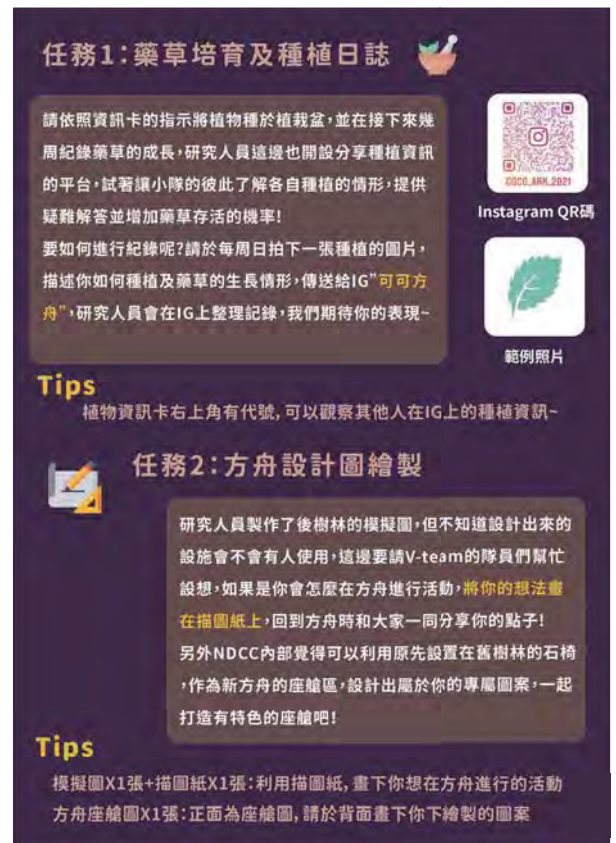 任務1:藥草培育及種植日誌
請依照資訊卡的指示將植物種於植栽盆,並在接下來幾
周紀錄藥草的成長,研究人員這邊也開設分享種植資訊
的平台,試著讓小隊的彼此了解各自種植的情形,提供
疑難解答並增加藥草存活的機率!
要如何進行紀錄呢?請於每周日拍下一張種植的圖片,
描述你如何種植及藥草的生長情形,傳送給IG"可可方
舟",研究人員會在IG上整理記錄,我們期待你的表現~
COCO_ARK_2021
Instagram QR碼
範例照片
Tips
植物資訊卡右上角有代號,可以觀察其他人在IG上的種植資訊~
任務2:方舟設計圖繪製
研究人員製作了後樹林的模擬圖,但不知道設計出來的
設施會不會有人使用,這邊要請V-team的隊員們幫忙
設想,如果是你會怎麼在方舟進行活動,將你的想法畫
在描圖紙上,回到方舟時和大家一同分享你的點子!
另外NDCC內部覺得可以利用原先設置在舊樹林的石椅
,作為新方舟的座艙區,設計出屬於你的專屬圖案,一起
打造有特色的座艙吧!
Tips
模擬圖X1張+描圖紙X1張:利用描圖紙,畫下你想在方舟進行的活動
方舟座艙圖X1張:正面為座艙圖,請於背面畫下你下繪製的圖案